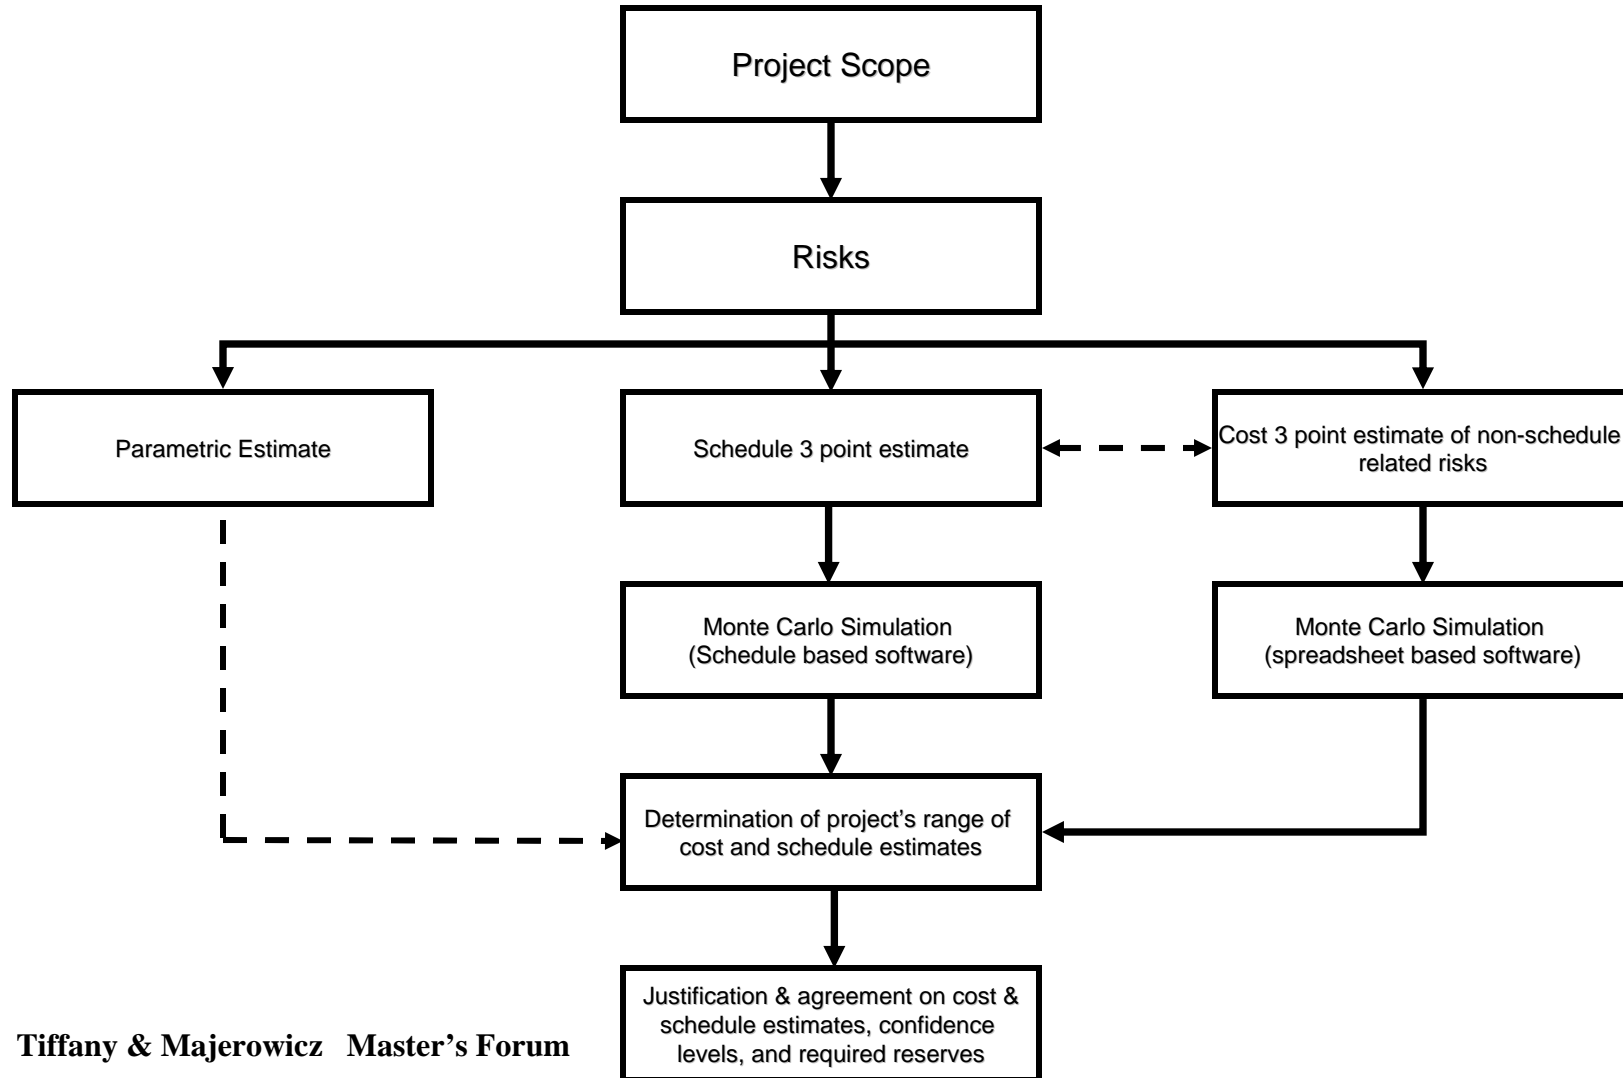 Project Scope
Risks
Parametric Estimate
Schedule 3 point estimate
Cost 3 point estimate of non-schedule
related risks
Monte Carlo Simulation
(Schedule based software)
Monte Carlo Simulation
(spreadsheet based software)
Determination of project’s range of
cost and schedule estimates
Justification & agreement on cost &
schedule estimates, confidence
levels, and required reserves
Tiffany & Majerowicz   Master’s Forum